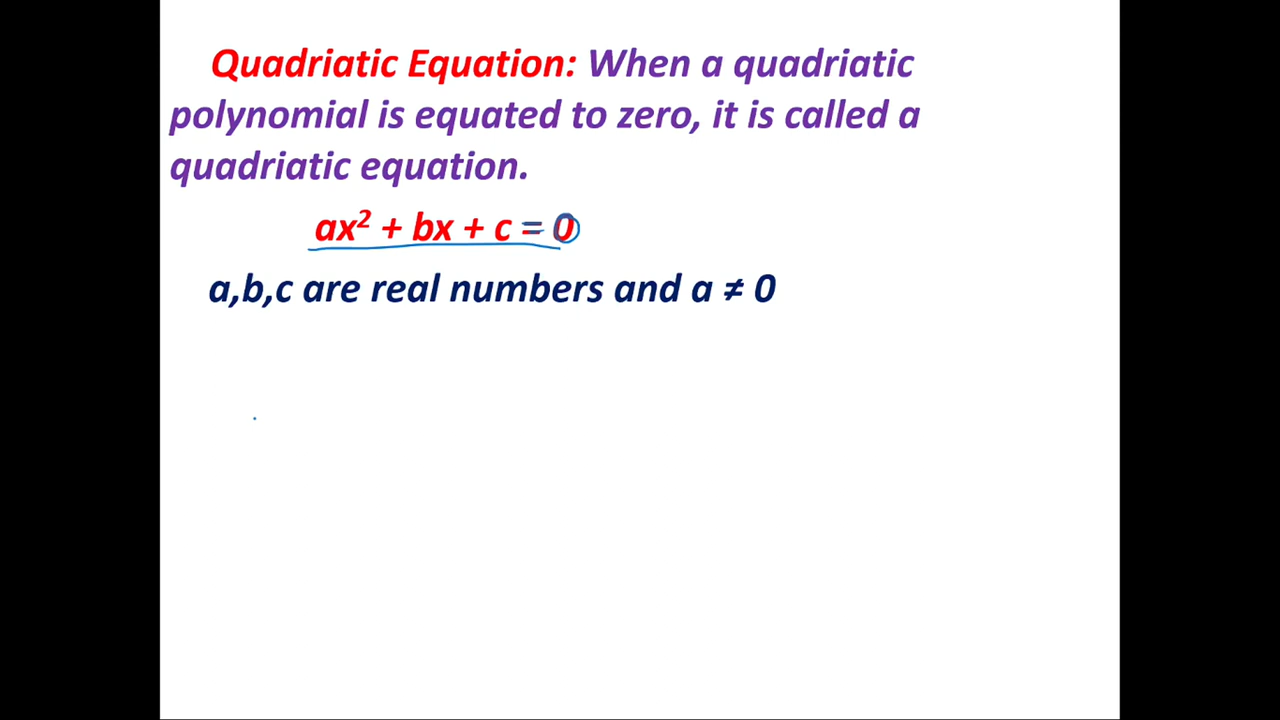 Quadriatic Equation: When a quadriatic
polynomial is equated to zero, it is called a
quadriatic equation.
ax² + bx + c = 0
a,b,c are real numbers and a ≠ 0